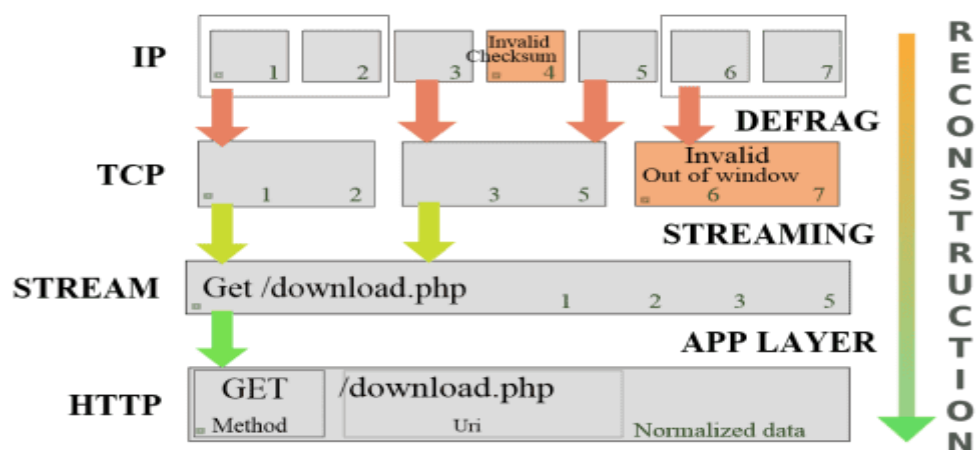 IP
1
2
3
Invalid
Checksum
4
5
6
7
DEFRAG
TCP
1
2
3
5
Invalid
Out of window
6
7
STREAMING
STREAM
Get /download.php
1
2
3
5
APP LAYER
HTTP
GET
Method
/download.php
Uri
Normalized data
RECONSTRUCTION